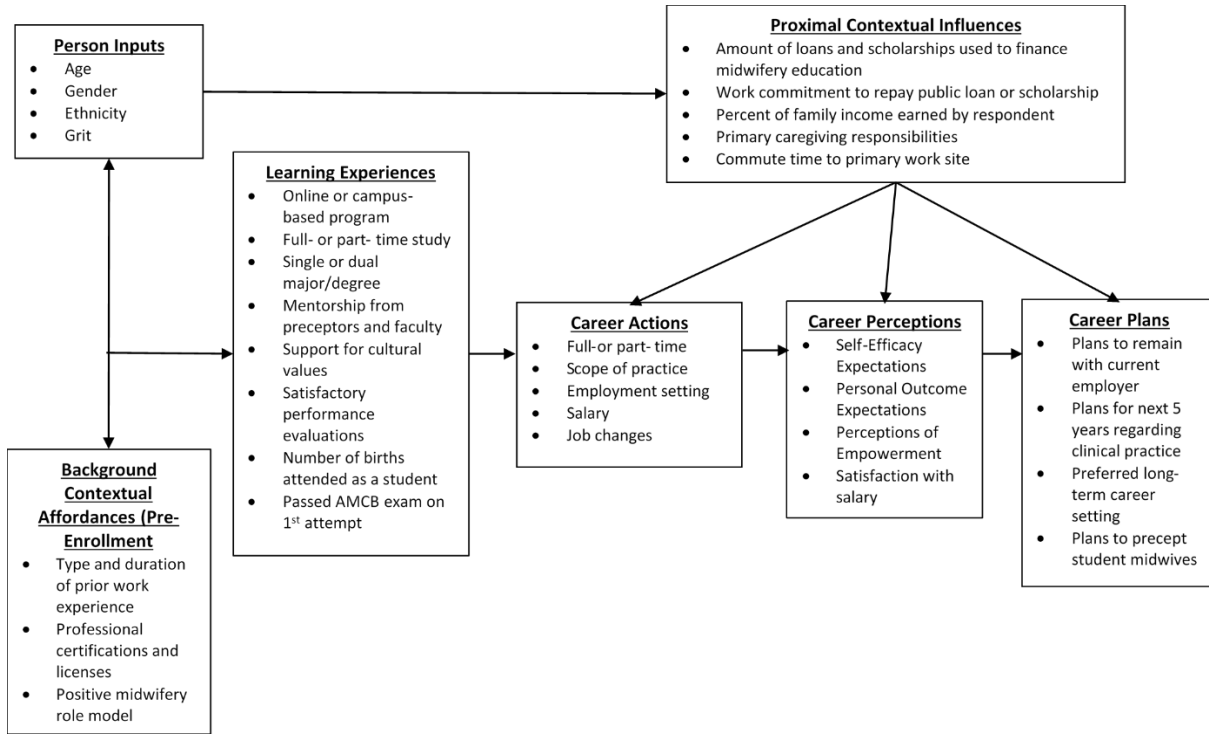 Person Inputs
• Age
• Gender
• Ethnicity
• Grit
Proximal Contextual Influences
• Amount of loans and scholarships used to finance
midwifery education
• Work commitment to repay public loan or scholarship
• Percent of family income earned by respondent
• Primary caregiving responsibilities
• Commute time to primary work site
Learning Experiences
• Online or campus-
based program
• Full- or part- time study
• Single or dual
major/degree
• Mentorship from
preceptors and faculty
• Support for cultural
values
• Satisfactory
performance
evaluations
• Number of births
attended as a student
• Passed AMCB exam on
1st attempt
Career Actions
• Full-or part- time
• Scope of practice
• Employment setting
• Salary
• Job changes
Career Perceptions
• Self-Efficacy
Expectations
• Personal Outcome
Expectations
• Perceptions of
Empowerment
• Satisfaction with
salary
Career Plans
• Plans to remain
with current
employer
• Plans for next 5
years regarding
clinical practice
• Preferred long-
term career
setting
• Plans to precept
student midwives
Background
Contextual
Affordances (Pre-
Enrollment
• Type and duration
of prior work
experience
• Professional
certifications and
licenses
• Positive midwifery
role model